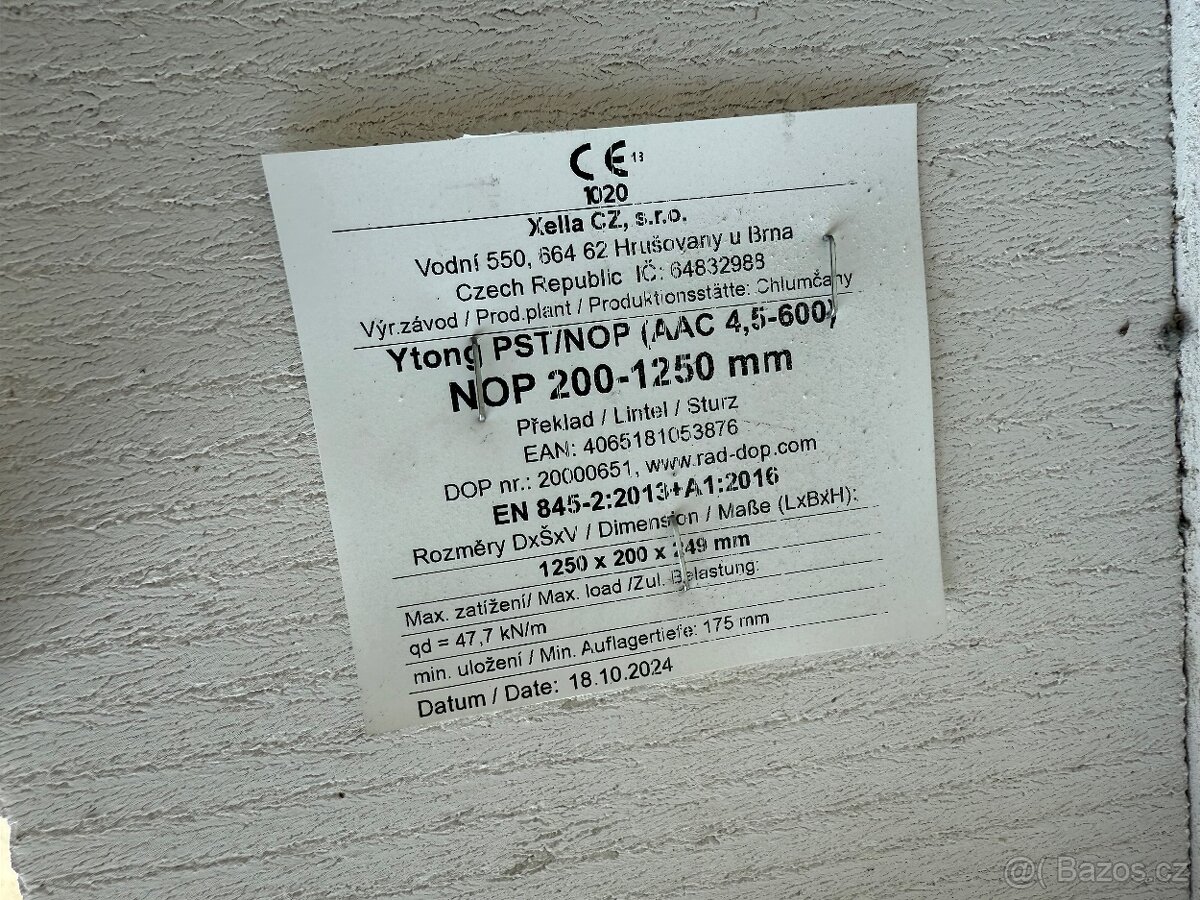 CE 13
1020
Xella CZ, s.r.o.
Vodní 550, 664 62 Hrušovany u Brna
Czech Republic IČ: 64832988
Výr.závod / Prod.plant / Produktionsstätte: Chlumčany
Ytong PST/NOP (AAC 4,5-600)
NOP 200-1250 mm
Překlad / Lintel / Sturz
EAN: 4065181053876
DOP nr.: 20000651, www.rad-dop.com
EN 845-2:2013+A1:2016
Rozměry DxŠxV / Dimension / Maße (LxBxH):
1250 x 200 x 249 mm
Max. zatížení/ Max. load /Zul. Belastung:
qd = 47,7 kN/m
min. uložení / Min. Auflagertiefe: 175 mm
Datum / Date: 18.10.2024
@( Bazos.cz